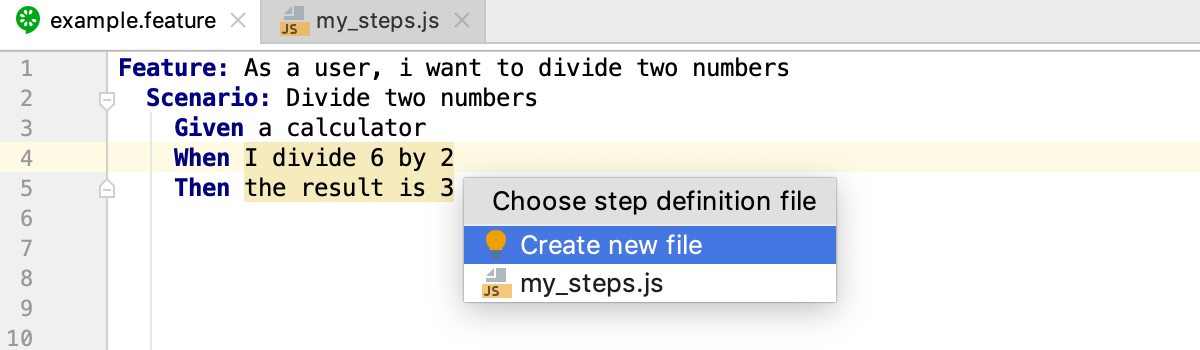 example.feature
my_steps.js
1 Feature: As a user, i want to divide two numbers
2 Scenario: Divide two numbers
3 Given a calculator
4 When I divide 6 by 2
5 Then the result is 3
Choose step definition file
6
7
Create new file
8
JS my_steps.js
9
10